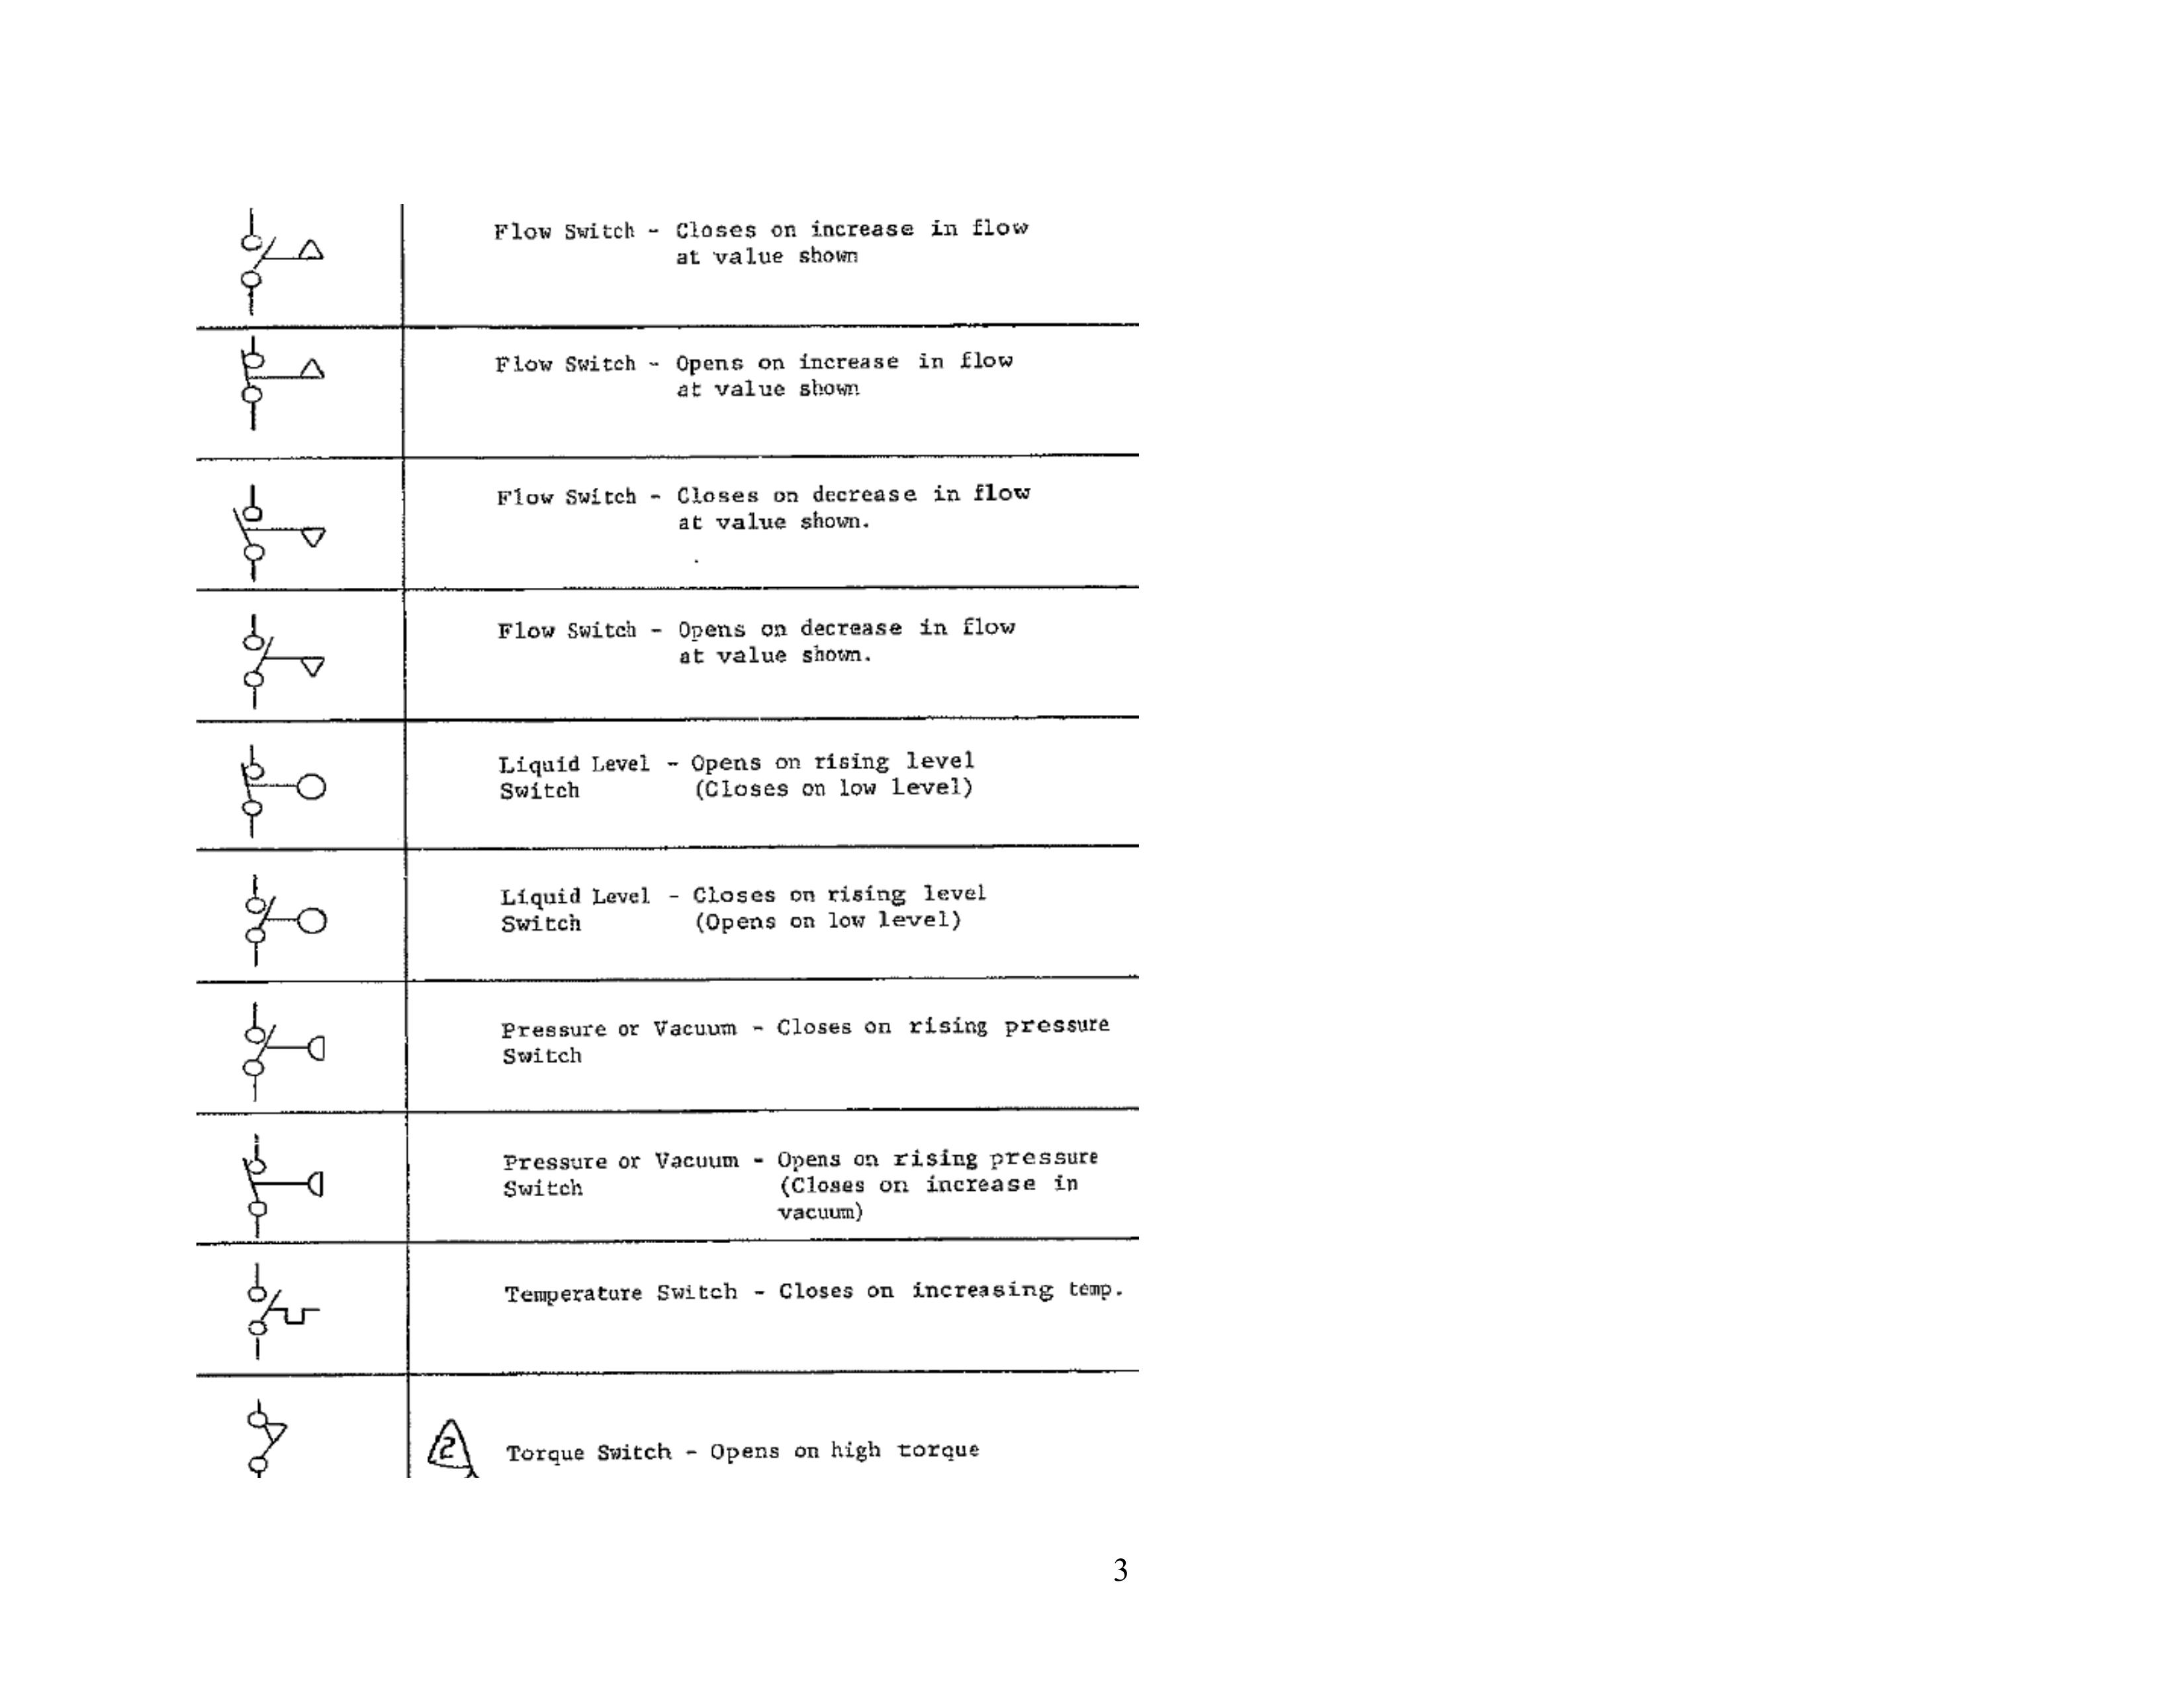 Flow Switch - Closes on increase in flow
at value shown
Flow Switch - Opens on increase in flow
at value shown
Flow Switch - Closes on decrease in flow
at value shown.
Flow Switch - Opens on decrease in flow
at value shown.
Liquid Level - Opens on rising level
Switch (Closes on low level)
Liquid Level - Closes on rising level
Switch (Opens on low level)
Pressure or Vacuum - Closes on rising pressure
Switch
Pressure or Vacuum - Opens on rising pressure
Switch (Closes on increase in
vacuum)
Temperature Switch - Closes on increasing temp.
2 Torque Switch - Opens on high torque
3